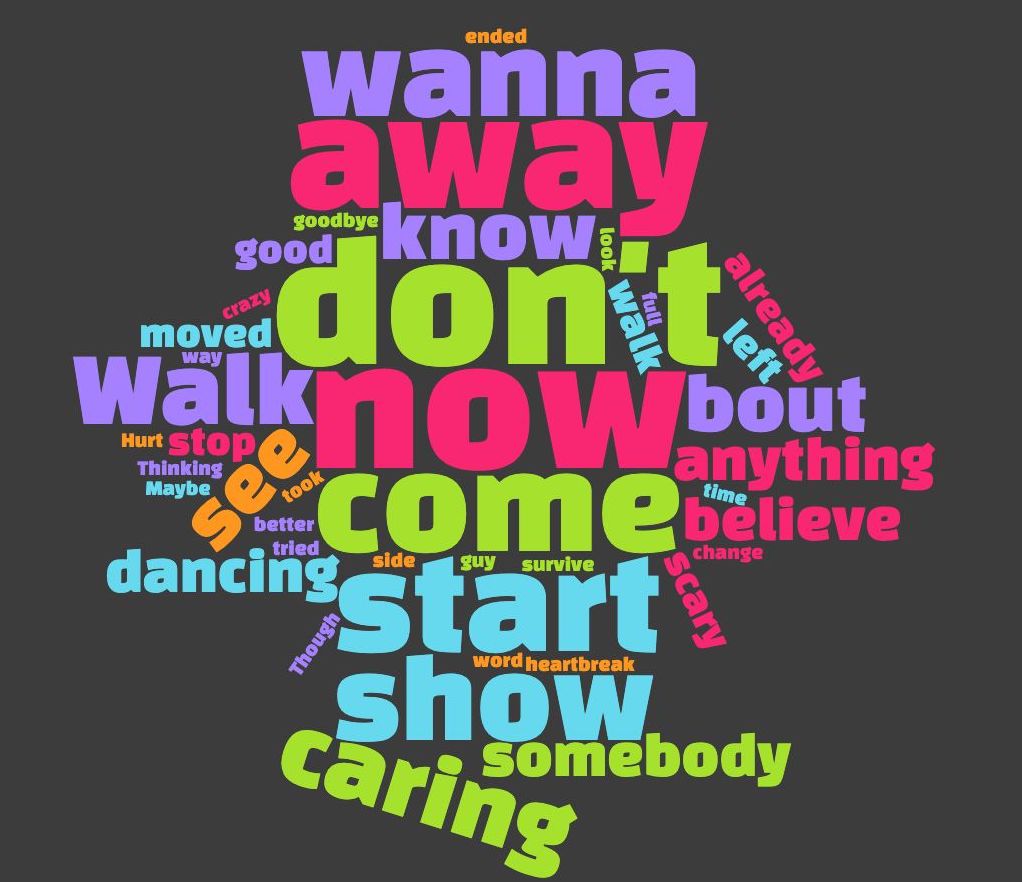 ended
wanna
away
goodbye
know
look
good
don't
already
crazy
full
walk
moved
left
way
Walk
now
bout
Hurt
stop
see
anything
Thinking
took
come
time
Maybe
believe
better
tried
change
dancing
side
guy
survive
scary
start
Though
word
heartbreak
show
caring
somebody